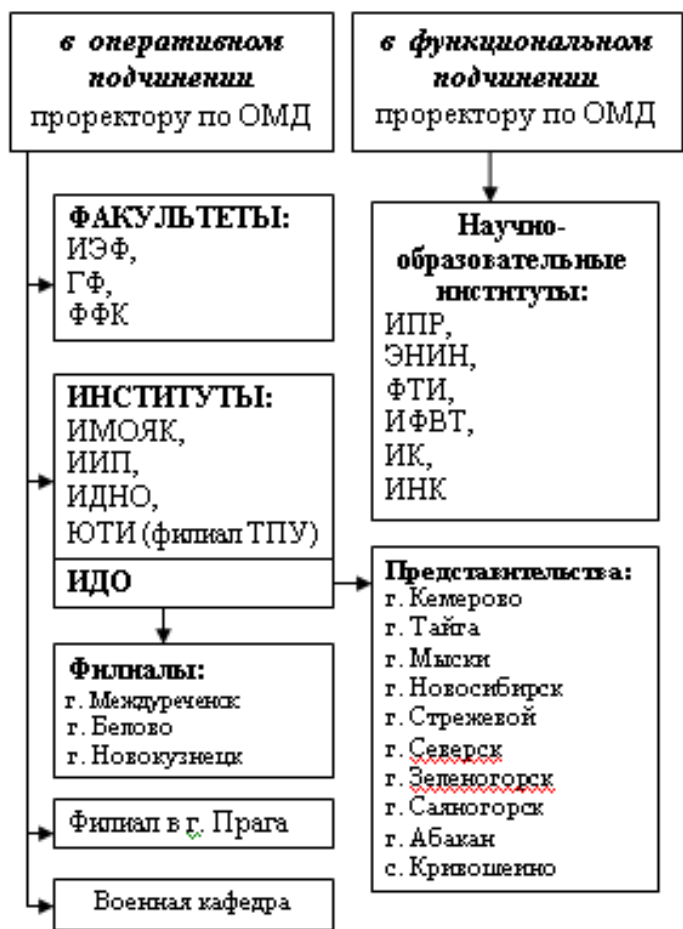 в оперативном
подчинении
проректору по ОМД
ФАКУЛЬТЕТЫ:
ИЭФ,
ГФ,
ФФК
ИНСТИТУТЫ:
ИМОЯК,
ИИП,
ИДНО,
ЮТИ (филиал ТПУ)
ИДО
Филиалы:
г. Междуреченск
г. Белово
г. Новокузнецк
Филиал в г. Прага
Военная кафедра
в функциональном
подчинении
проректору по ОМД
Научно-
образовательные
институты:
ИПР,
ЭНИН,
ФТИ,
ИФВТ,
ИК,
ИНК
Представительства:
г. Кемерово
г. Тайга
г. Мыски
г. Новосибирск
г. Стрежевой
г. Северск
г. Зеленогорск
г. Саяногорск
г. Абакан
с. Кривошеино